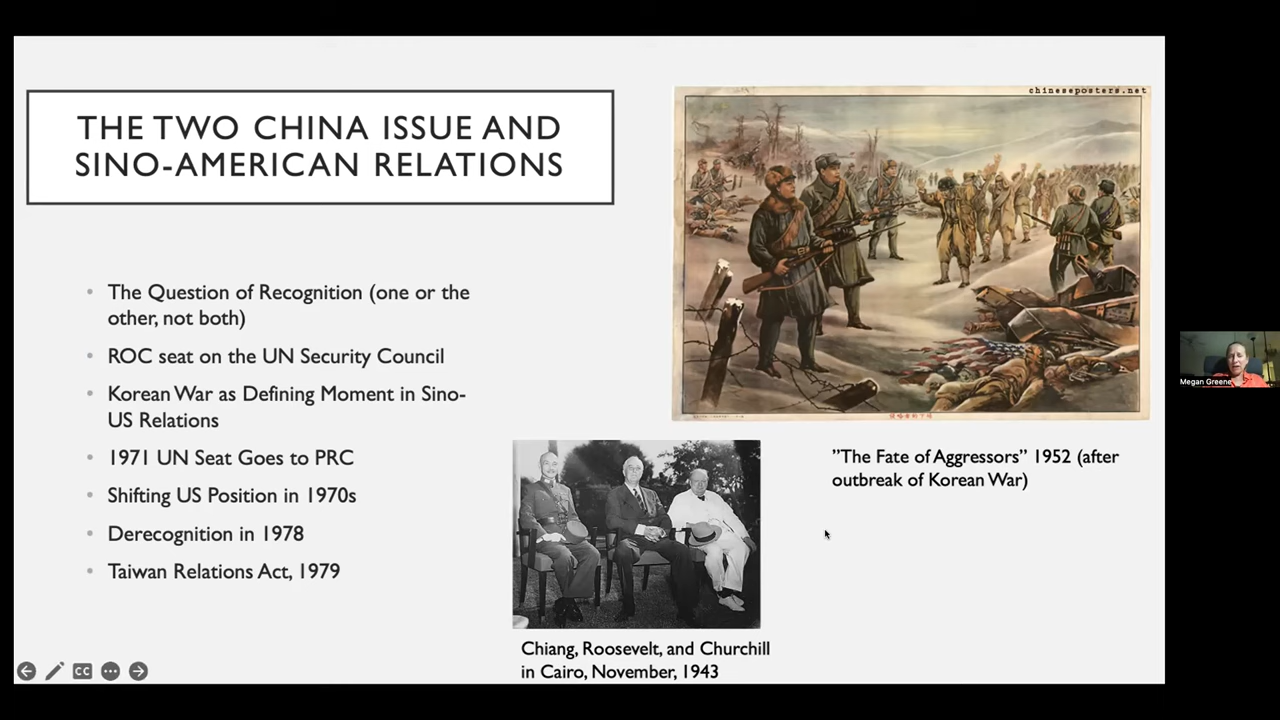 THE TWO CHINA ISSUE AND
SINO-AMERICAN RELATIONS
The Question of Recognition (one or the
other, not both)
ROC seat on the UN Security Council
Korean War as Defining Moment in Sino-
US Relations
1971 UN Seat Goes to PRC
Shifting US Position in 1970s
Derecognition in 1978
Taiwan Relations Act, 1979
chineseposters.net
”The Fate of Aggressors” 1952 (after
outbreak of Korean War)
Chiang, Roosevelt, and Churchill
in Cairo, November, 1943
CC
Megan Greene